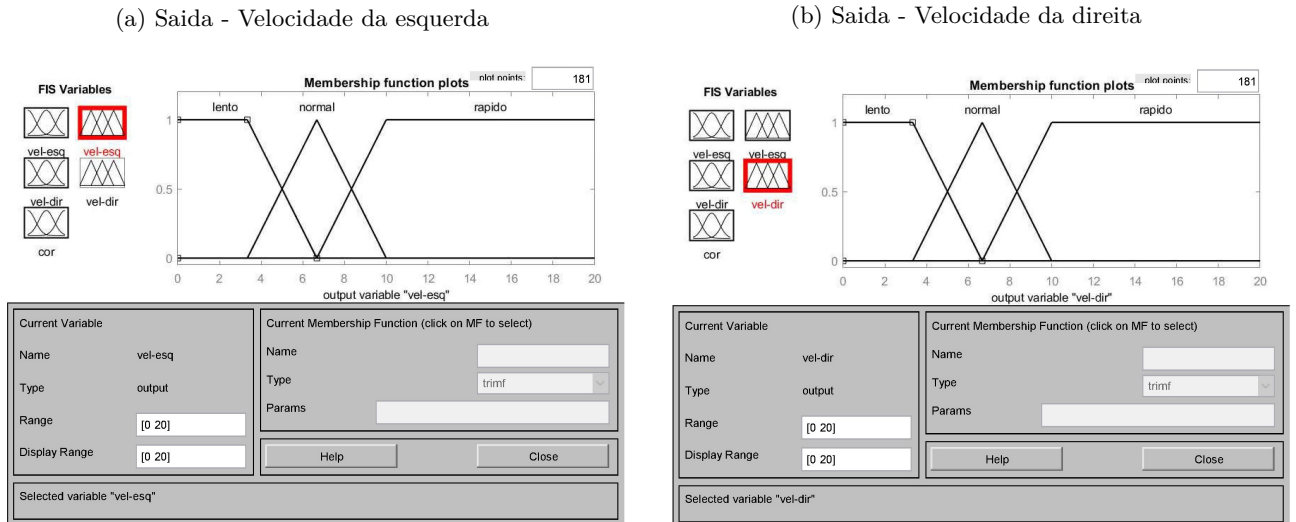 (a) Saida - Velocidade da esquerda
FIS Variables
vel-esq vel-esq
vel-dir vel-dir
cor
Membership function plots plot points: 181
lento normal rapido
1
0.5
0
0 2 4 6 8 10 12 14 16 18 20
output variable "vel-esq"
Current Variable
Name vel-esq
Type output
Range [0 20]
Display Range [0 20]
Current Membership Function (click on MF to select)
Name
Type trimf
Params
Help Close
Selected variable "vel-esq"
(b) Saida - Velocidade da direita
FIS Variables
vel-esq vel-esq
vel-dir vel-dir
cor
Membership function plots plot points: 181
lento normal rapido
1
0.5
0
0 2 4 6 8 10 12 14 16 18 20
output variable "vel-dir"
Current Variable
Name vel-dir
Type output
Range [0 20]
Display Range [0 20]
Current Membership Function (click on MF to select)
Name
Type trimf
Params
Help Close
Selected variable "vel-dir"